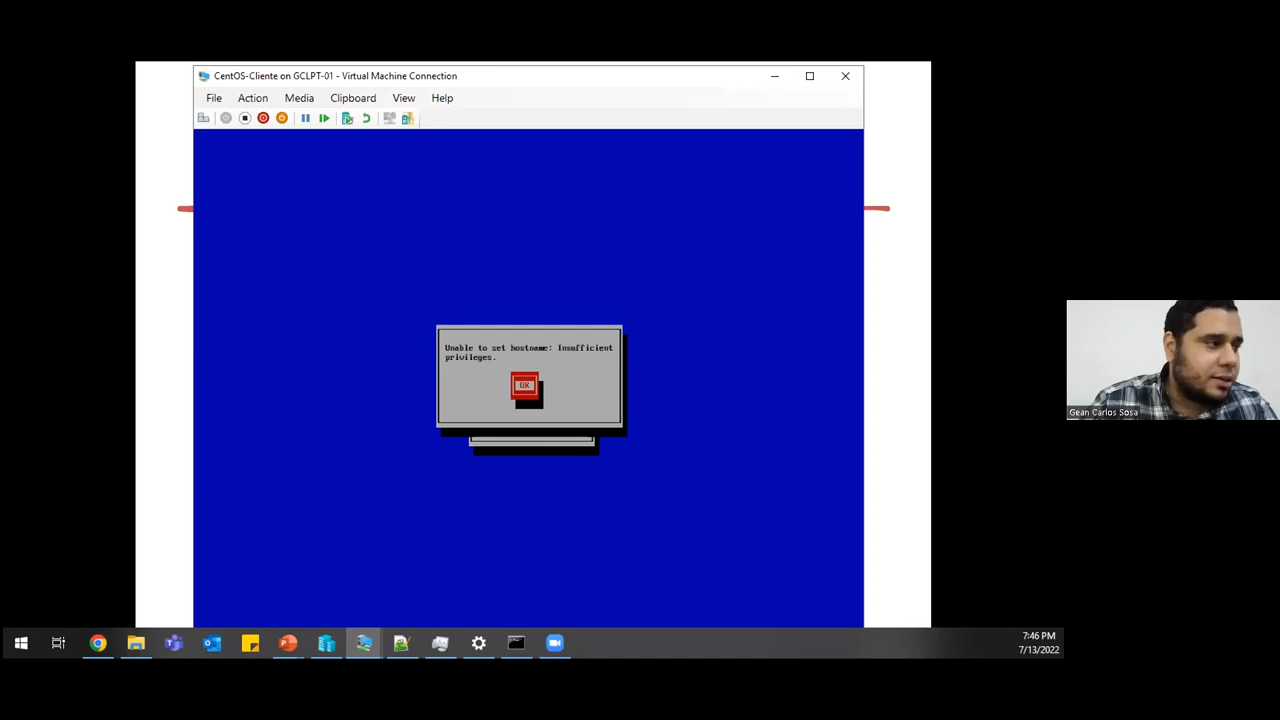 CentOS-Cliente on GCLPT-01 - Virtual Machine Connection
File Action Media Clipboard View Help
Unable to set hostname: Insufficient
privileges.
OK
Gean Carlos Sosa
7:46 PM
7/13/2022